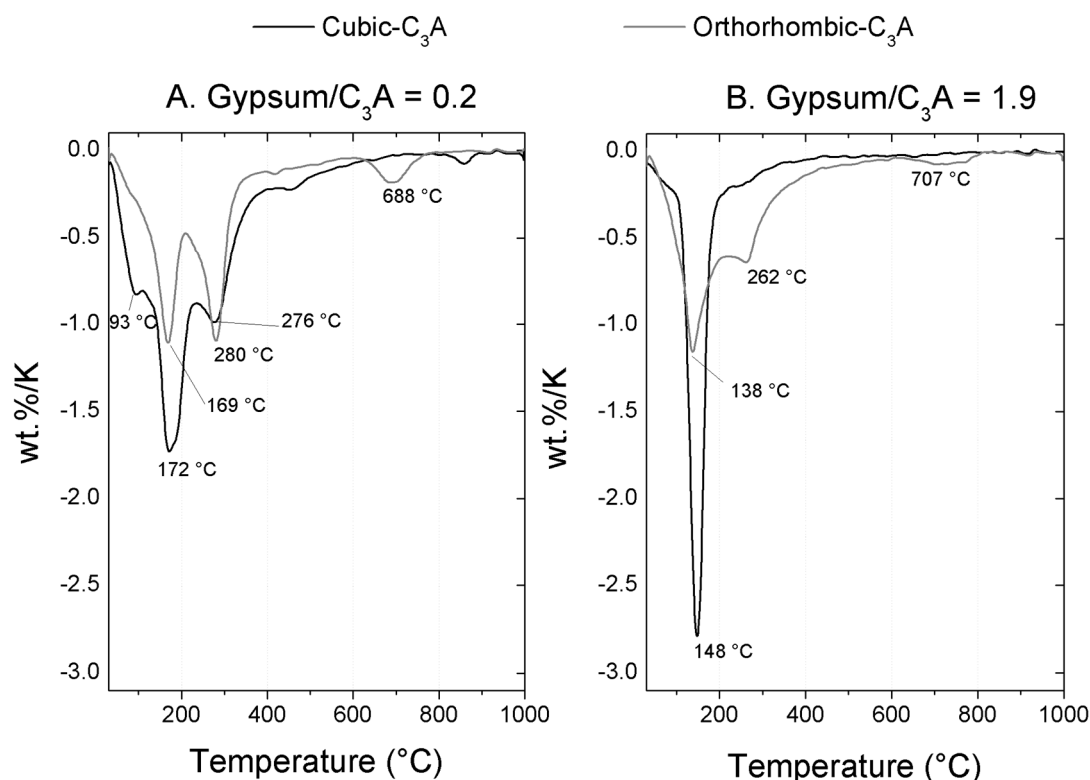 Cubic-C₃A
Orthorhombic-C₃A
A. Gypsum/C₃A = 0.2
B. Gypsum/C₃A = 1.9
wt.%/K
0.0
-0.5
-1.0
-1.5
-2.0
-2.5
-3.0
93 °C
169 °C
172 °C
276 °C
280 °C
688 °C
200
400
600
800
1000
Temperature (°C)
wt.%/K
0.0
-0.5
-1.0
-1.5
-2.0
-2.5
-3.0
707 °C
262 °C
138 °C
148 °C
200
400
600
800
1000
Temperature (°C)